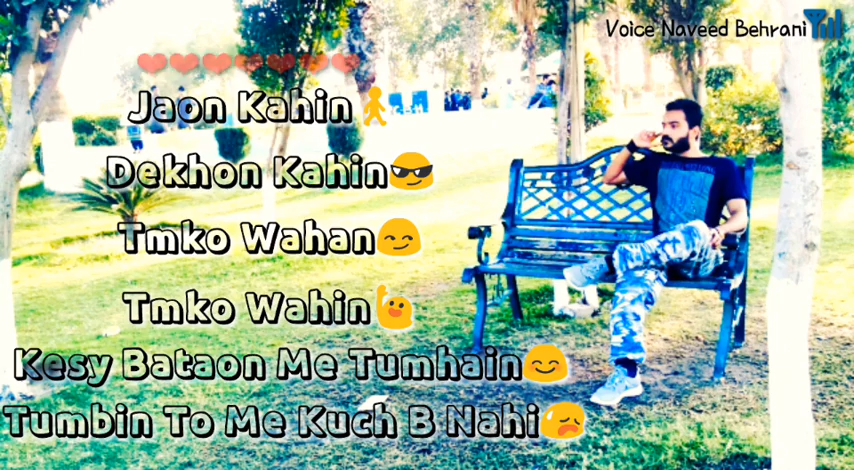 Voice Naveed Behrani
❤❤❤❤❤❤❤
Jaon Kahin🚶
Dekhon Kahin😎
Tmko Wahan😏
Tmko Wahin🙋
Kesy Bataon Me Tumhain😊
Tumbin To Me Kuch B Nahi😥